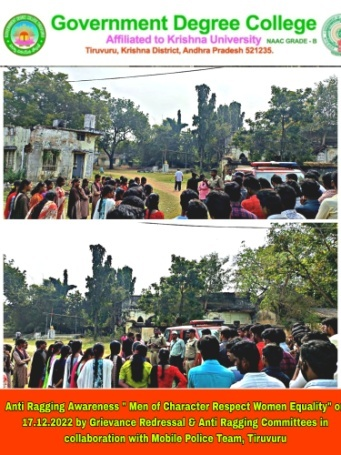 Government Degree College
Affiliated to Krishna University NAAC GRADE - B
Tiruvuru, Krishna District, Andhra Pradesh 521235.
Anti Ragging Awareness " Men of Character Respect Women Equality" o
17.12.2022 by Grievance Redressal & Anti Ragging Committees in
collaboration with Mobile Police Team, Tiruvuru